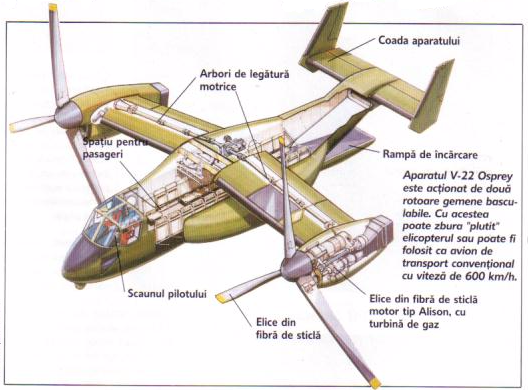 Coada aparatului
Arbori de legătură
motrice
Spațiu pentru
pasageri
Rampă de încărcare
Aparatul V-22 Osprey
este acționat de două
rotoare gemene bascu-
labile. Cu acestea
poate zbura "plutit"
elicopterul sau poate fi
folosit ca avion de
transport convențional
cu viteză de 600 km/h.
Scaunul pilotului
Elice din
fibră de sticlă
Elice din fibră de sticlă
motor tip Alison, cu
turbină de gaz